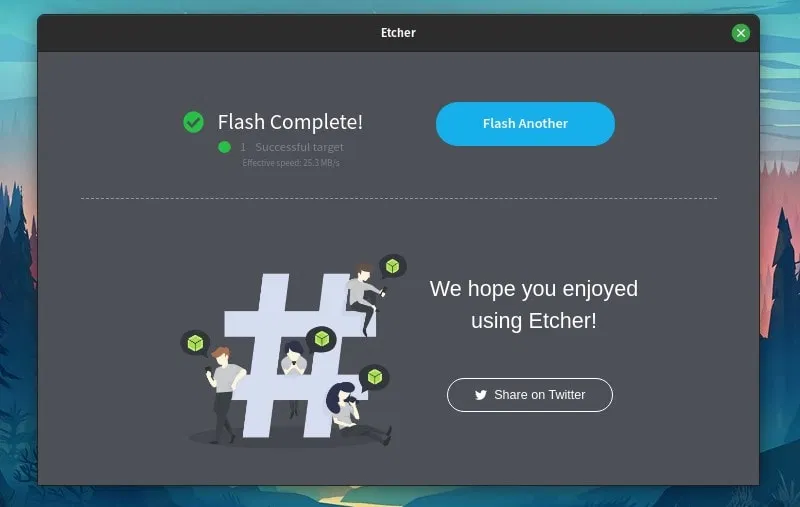 Etcher
Flash Complete!
1 Successful target
Effective speed: 25.3 MB/s
Flash Another
We hope you enjoyed
using Etcher!
Share on Twitter